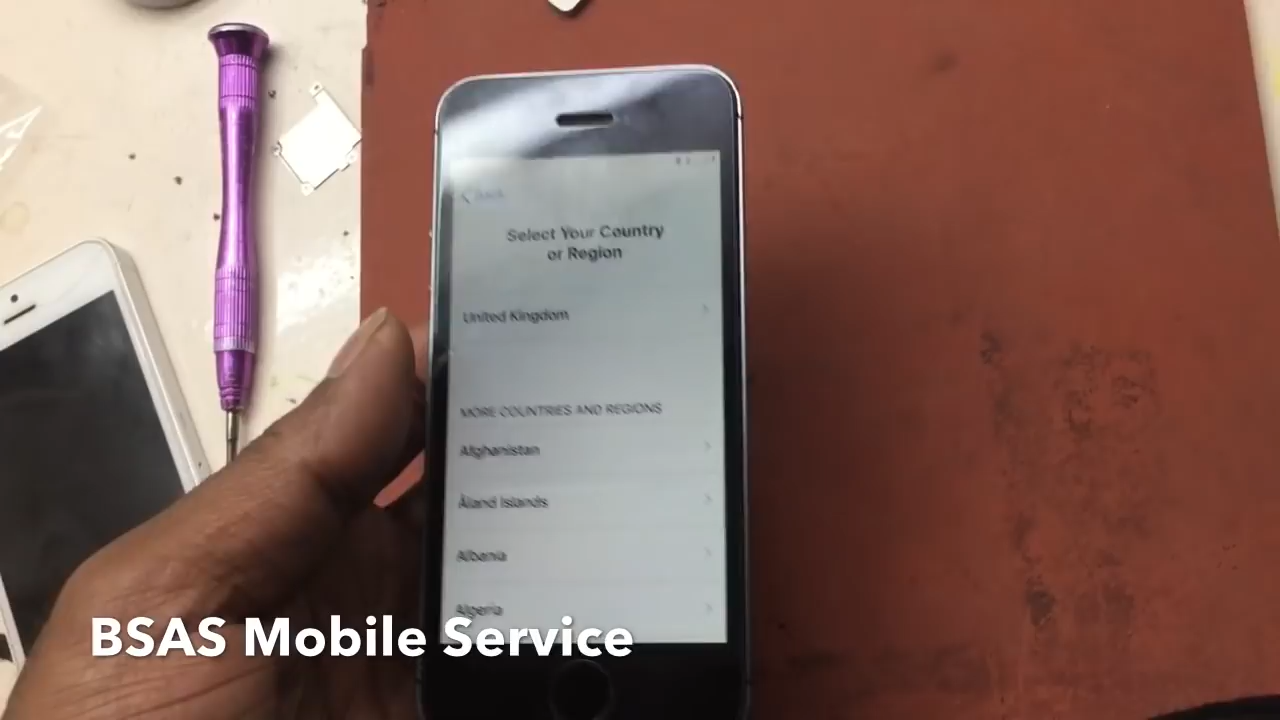 Back
Select Your Country
or Region
United Kingdom
MORE COUNTRIES AND REGIONS
Afghanistan
Åland Islands
Albania
Algeria
BSAS Mobile Service